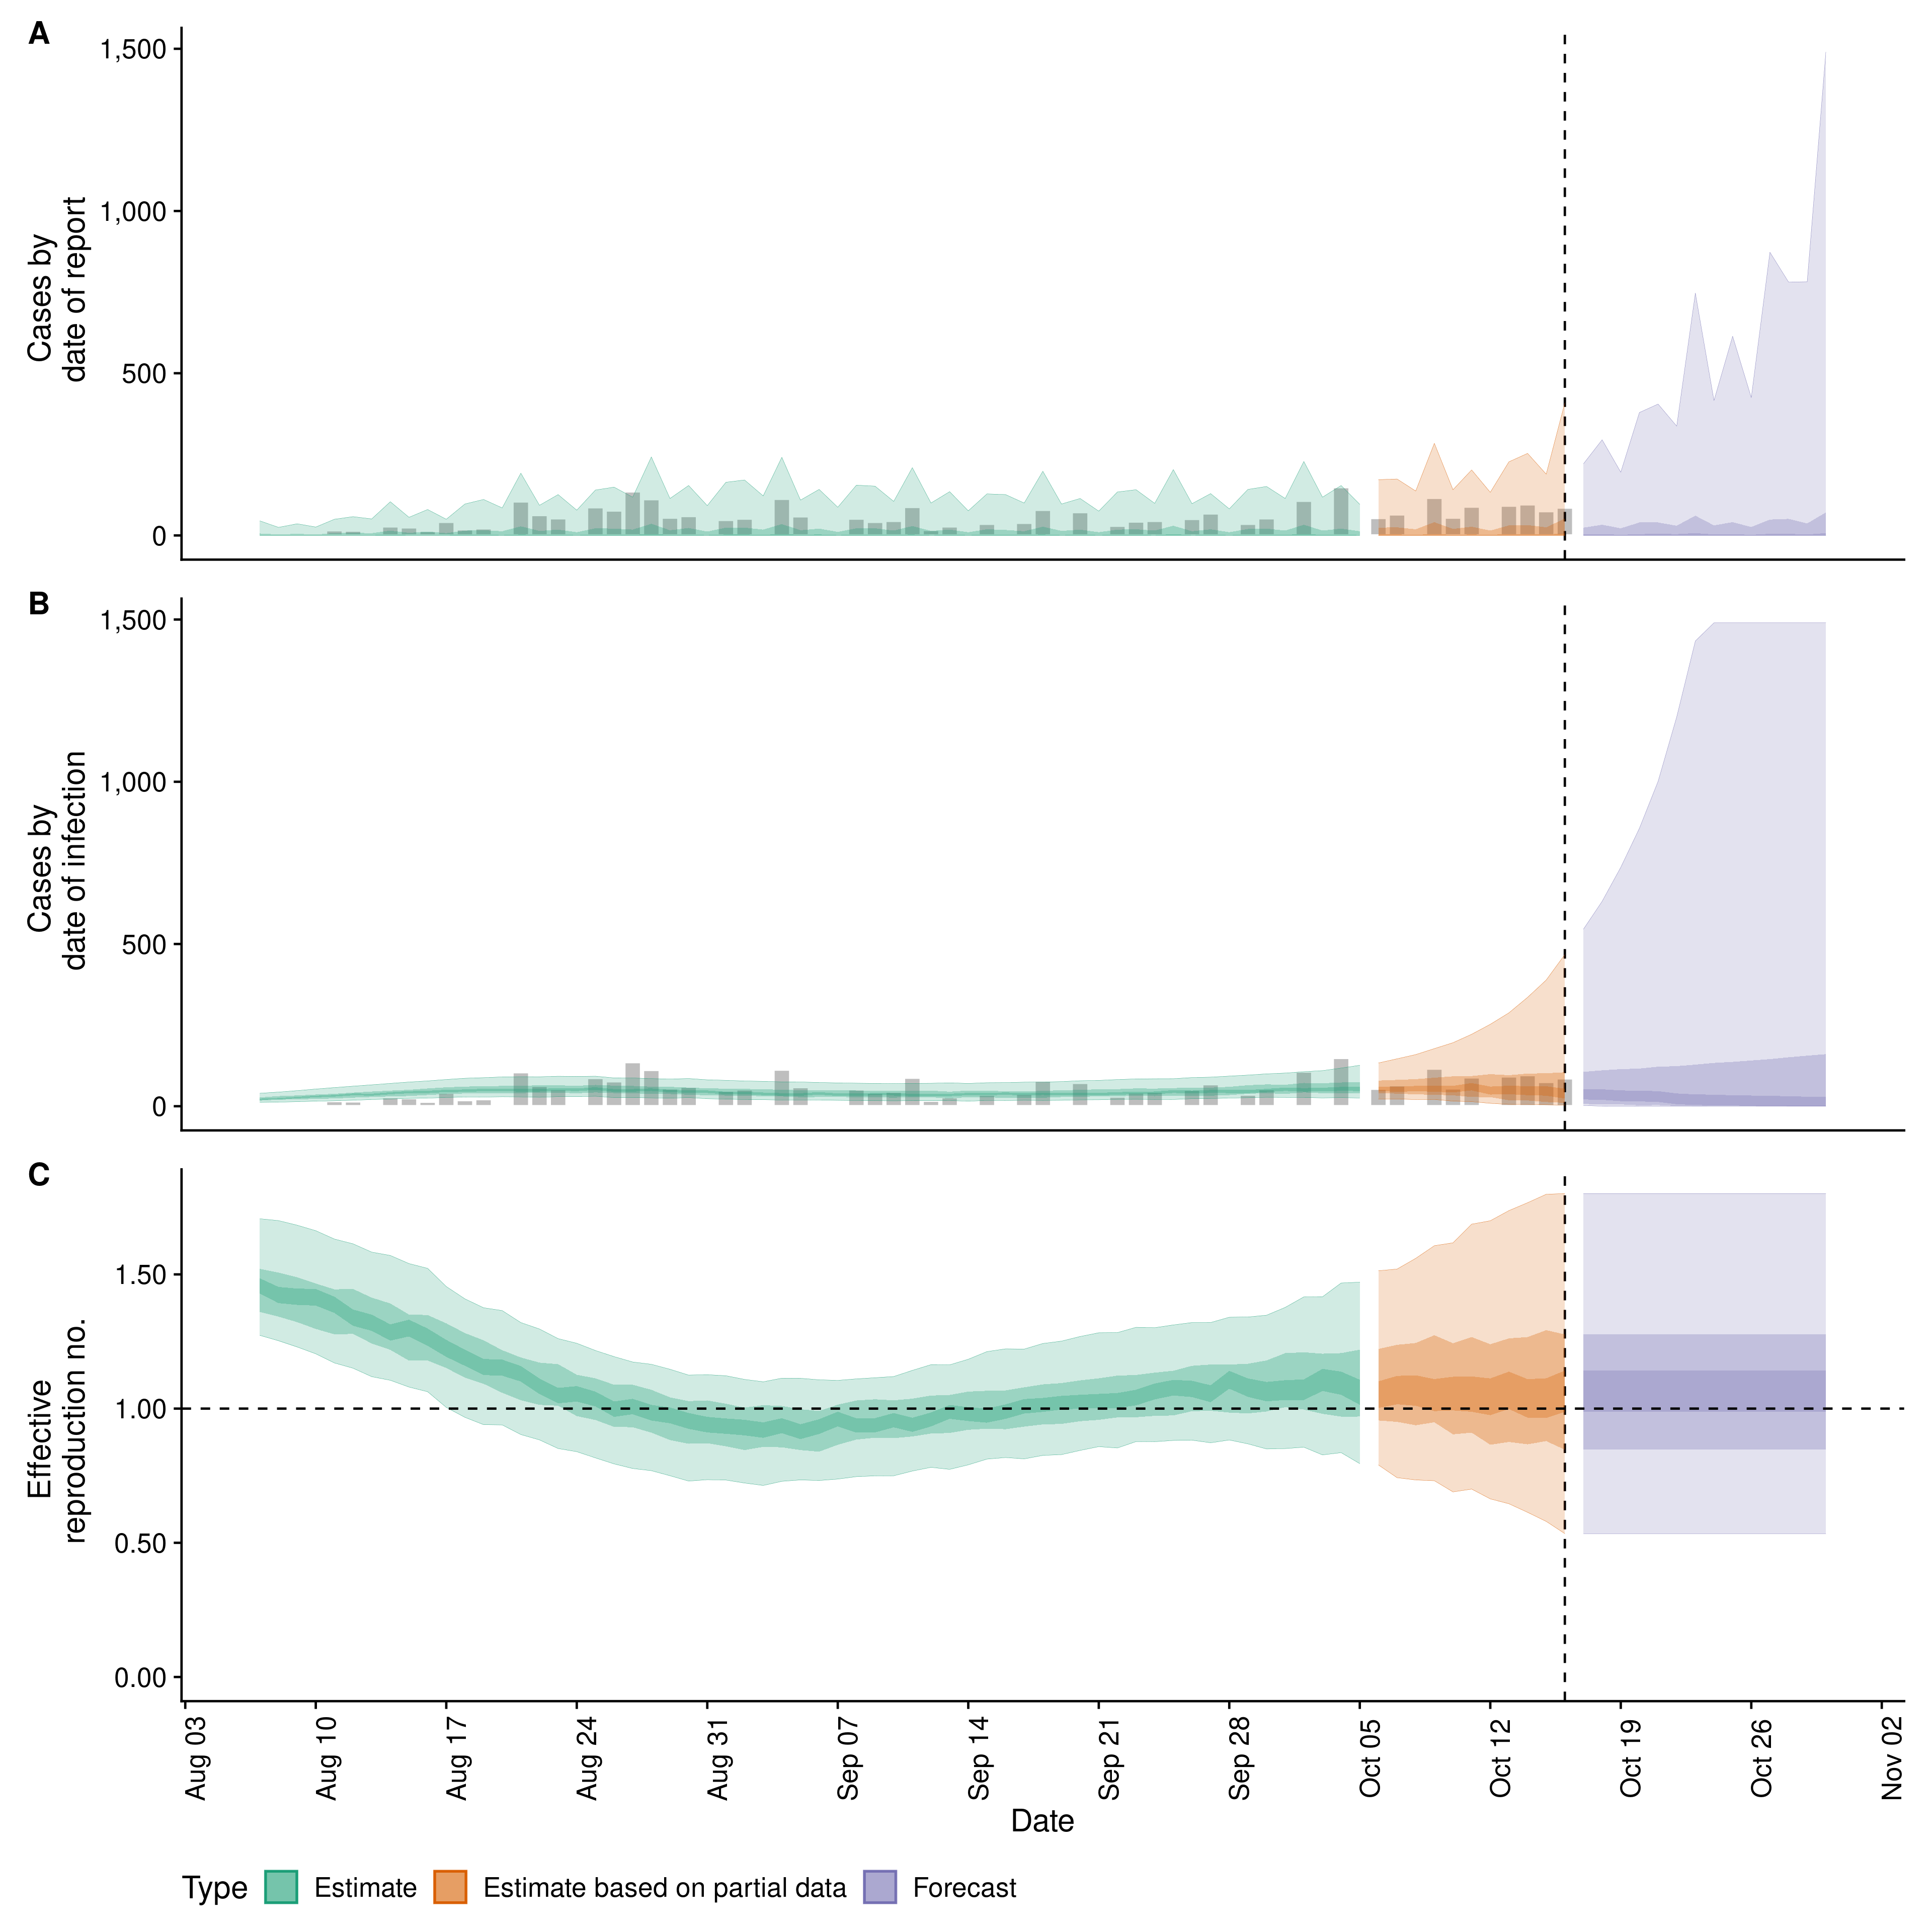 A
1,500
1,000
500
0
Cases by
date of report
B
1,500
1,000
500
0
Cases by
date of infection
C
1.50
1.00
0.50
0.00
Effective
reproduction no.
Aug 03
Aug 10
Aug 17
Aug 24
Aug 31
Sep 07
Sep 14
Sep 21
Sep 28
Oct 05
Oct 12
Oct 19
Oct 26
Nov 02
Date
Type Estimate Estimate based on partial data Forecast